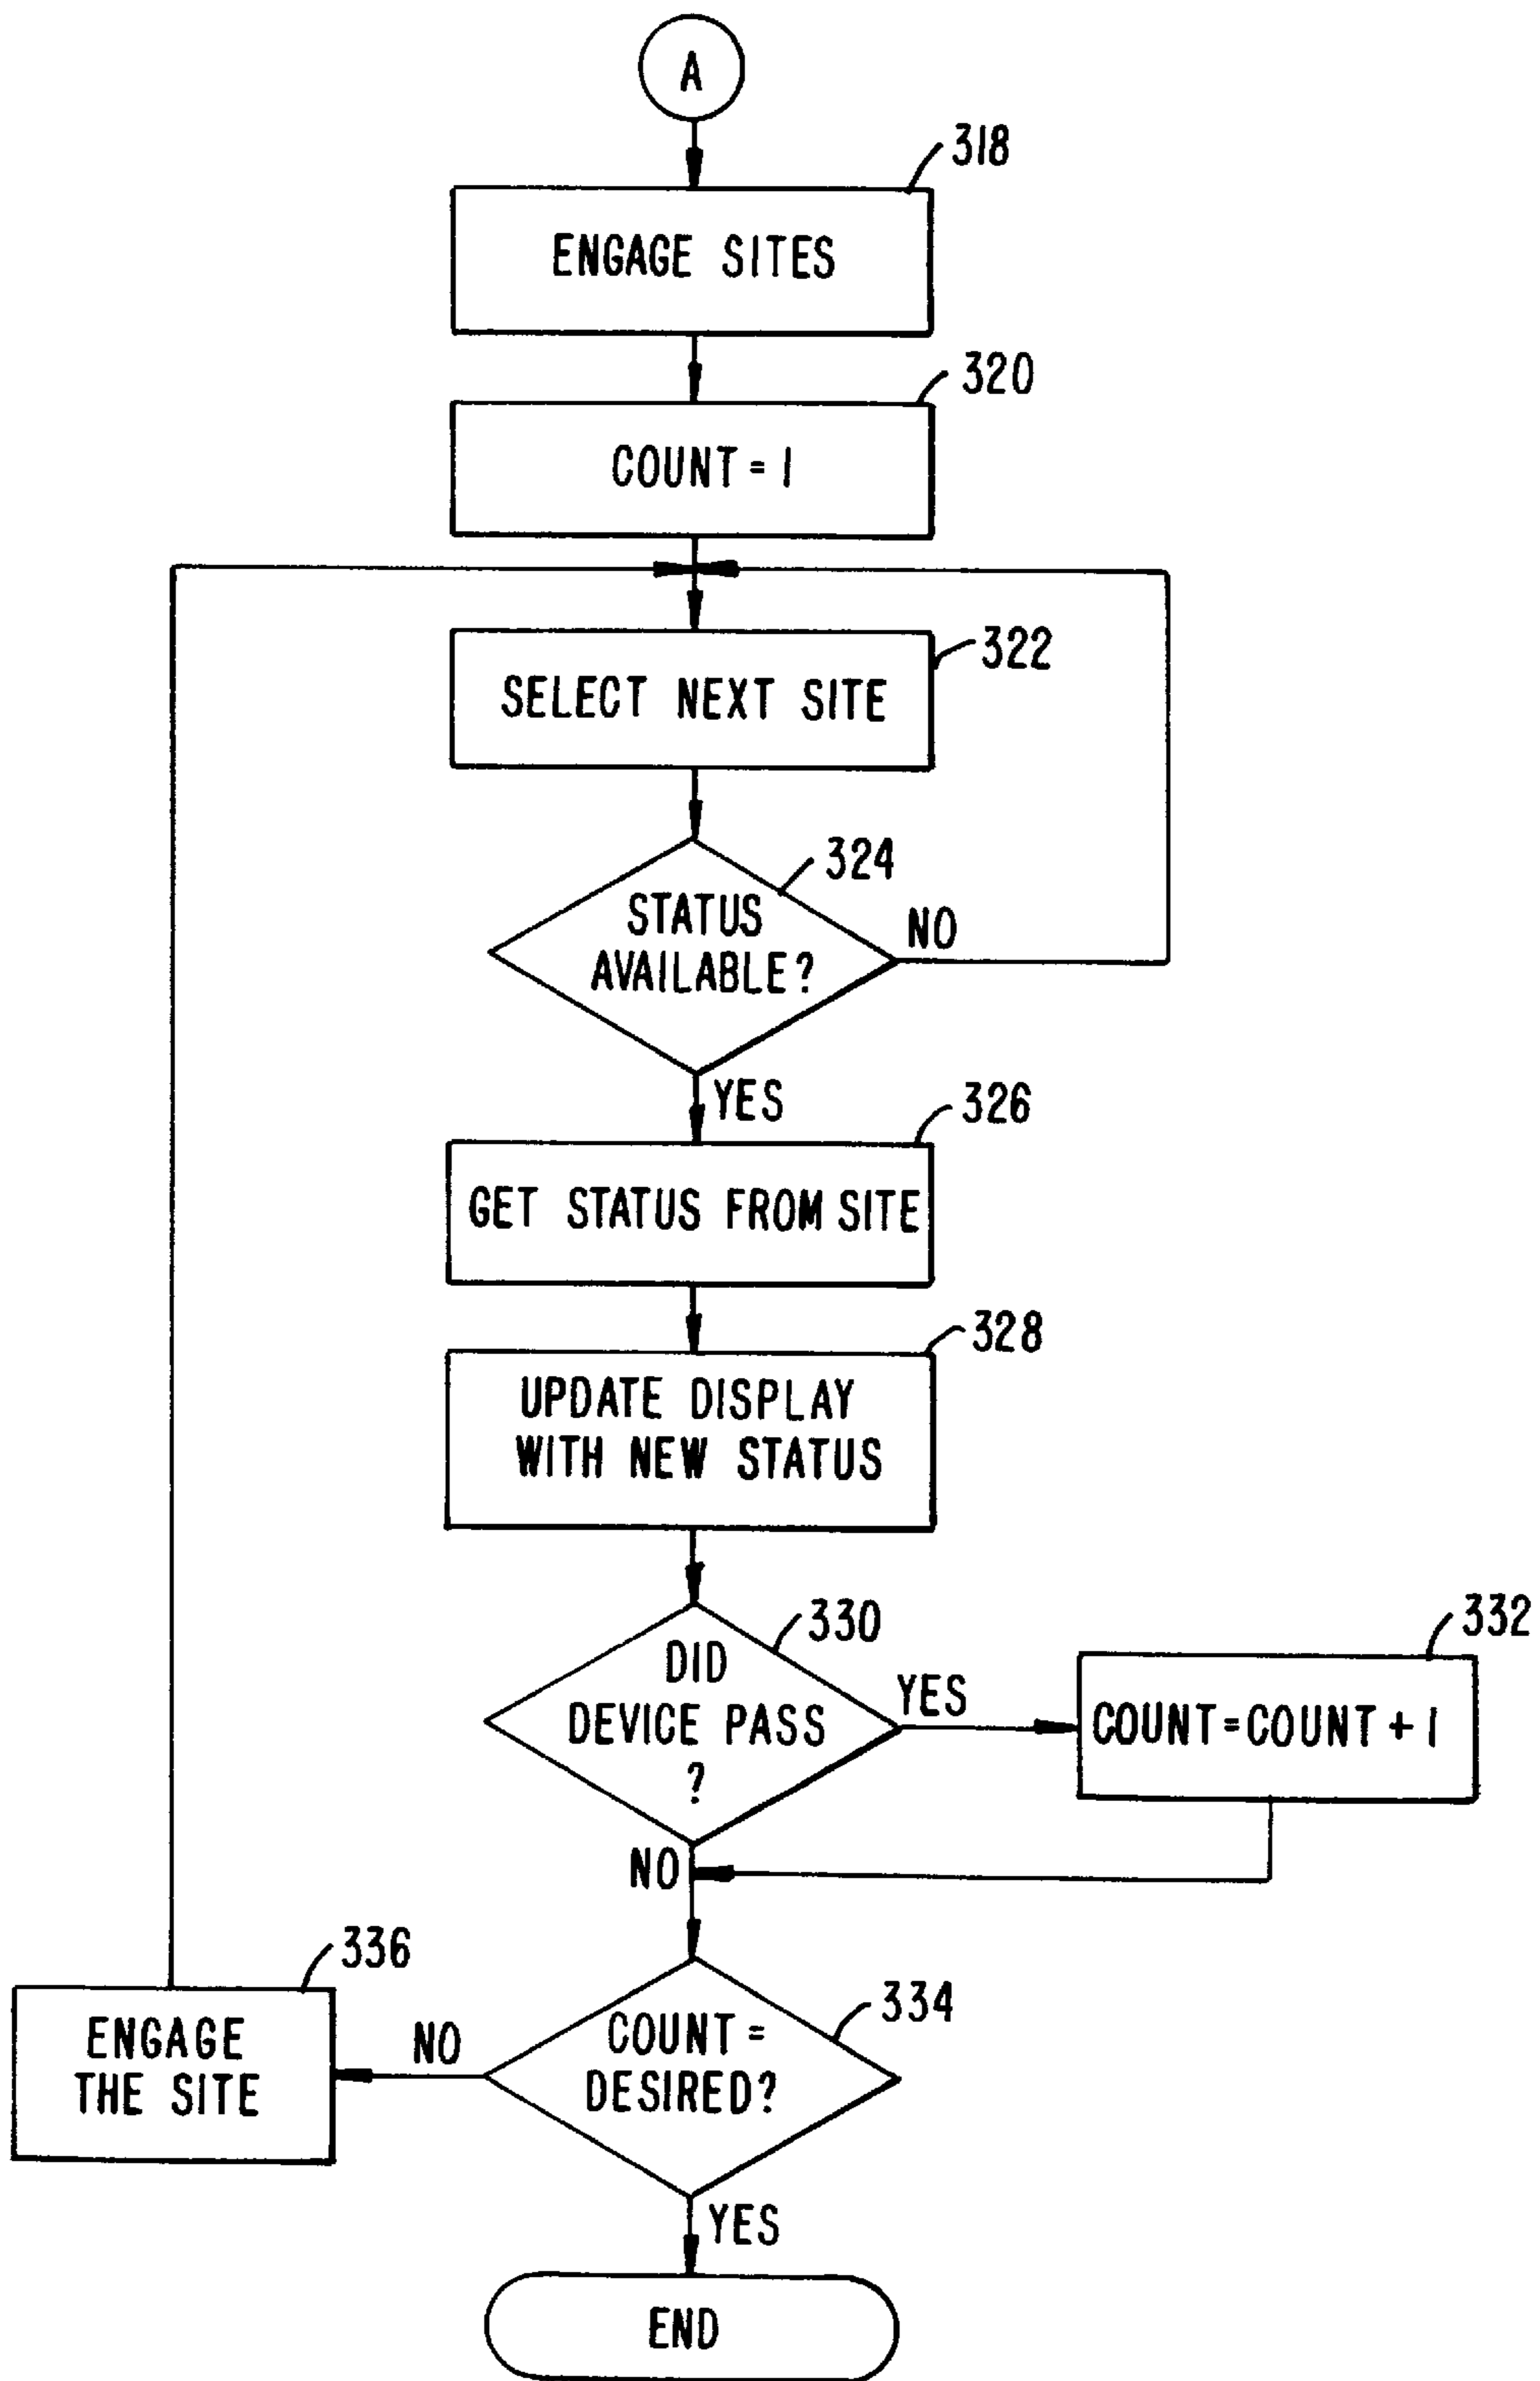 A
318
ENGAGE SITES
320
COUNT = 1
322
SELECT NEXT SITE
324
STATUS
AVAILABLE?
NO
YES
326
GET STATUS FROM SITE
328
UPDATE DISPLAY
WITH NEW STATUS
330
DID
DEVICE PASS
?
YES
332
COUNT=COUNT + 1
NO
336
ENGAGE
THE SITE
NO
334
COUNT =
DESIRED?
YES
END